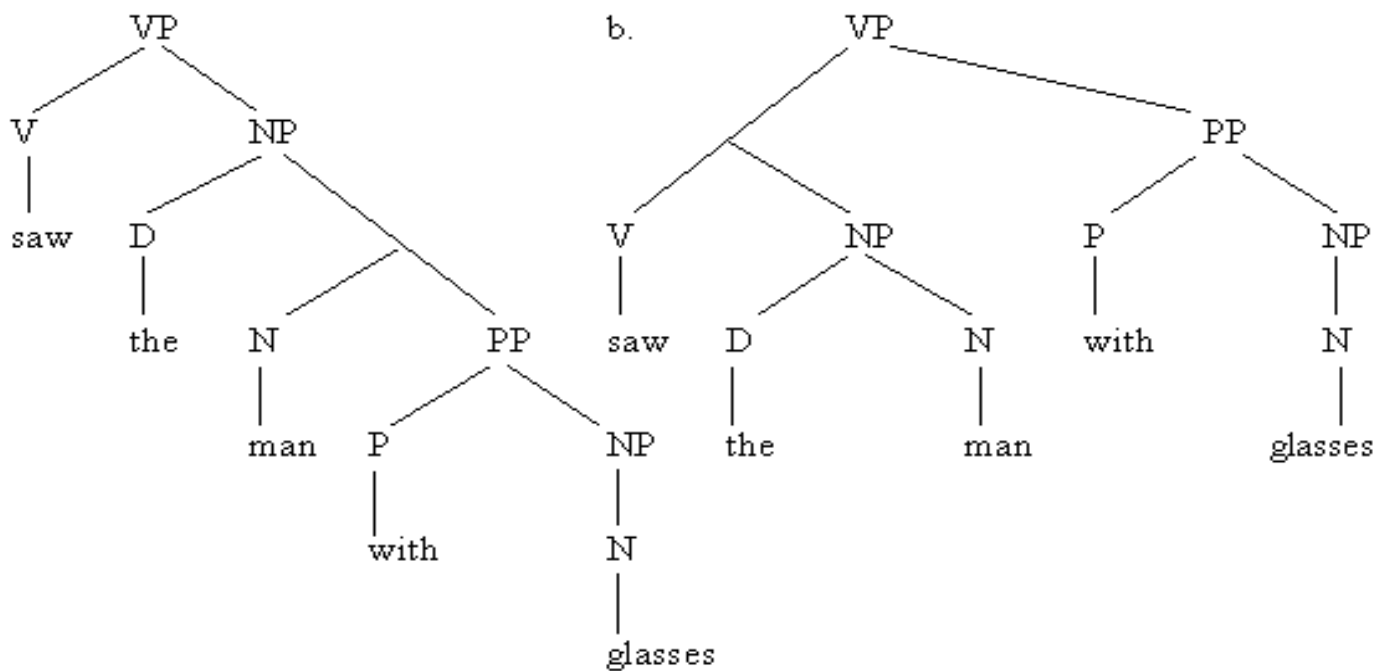 VP b. VP
V NP PP
saw D V NP P NP
the N PP saw D N with N
man P NP the man glasses
with N
glasses